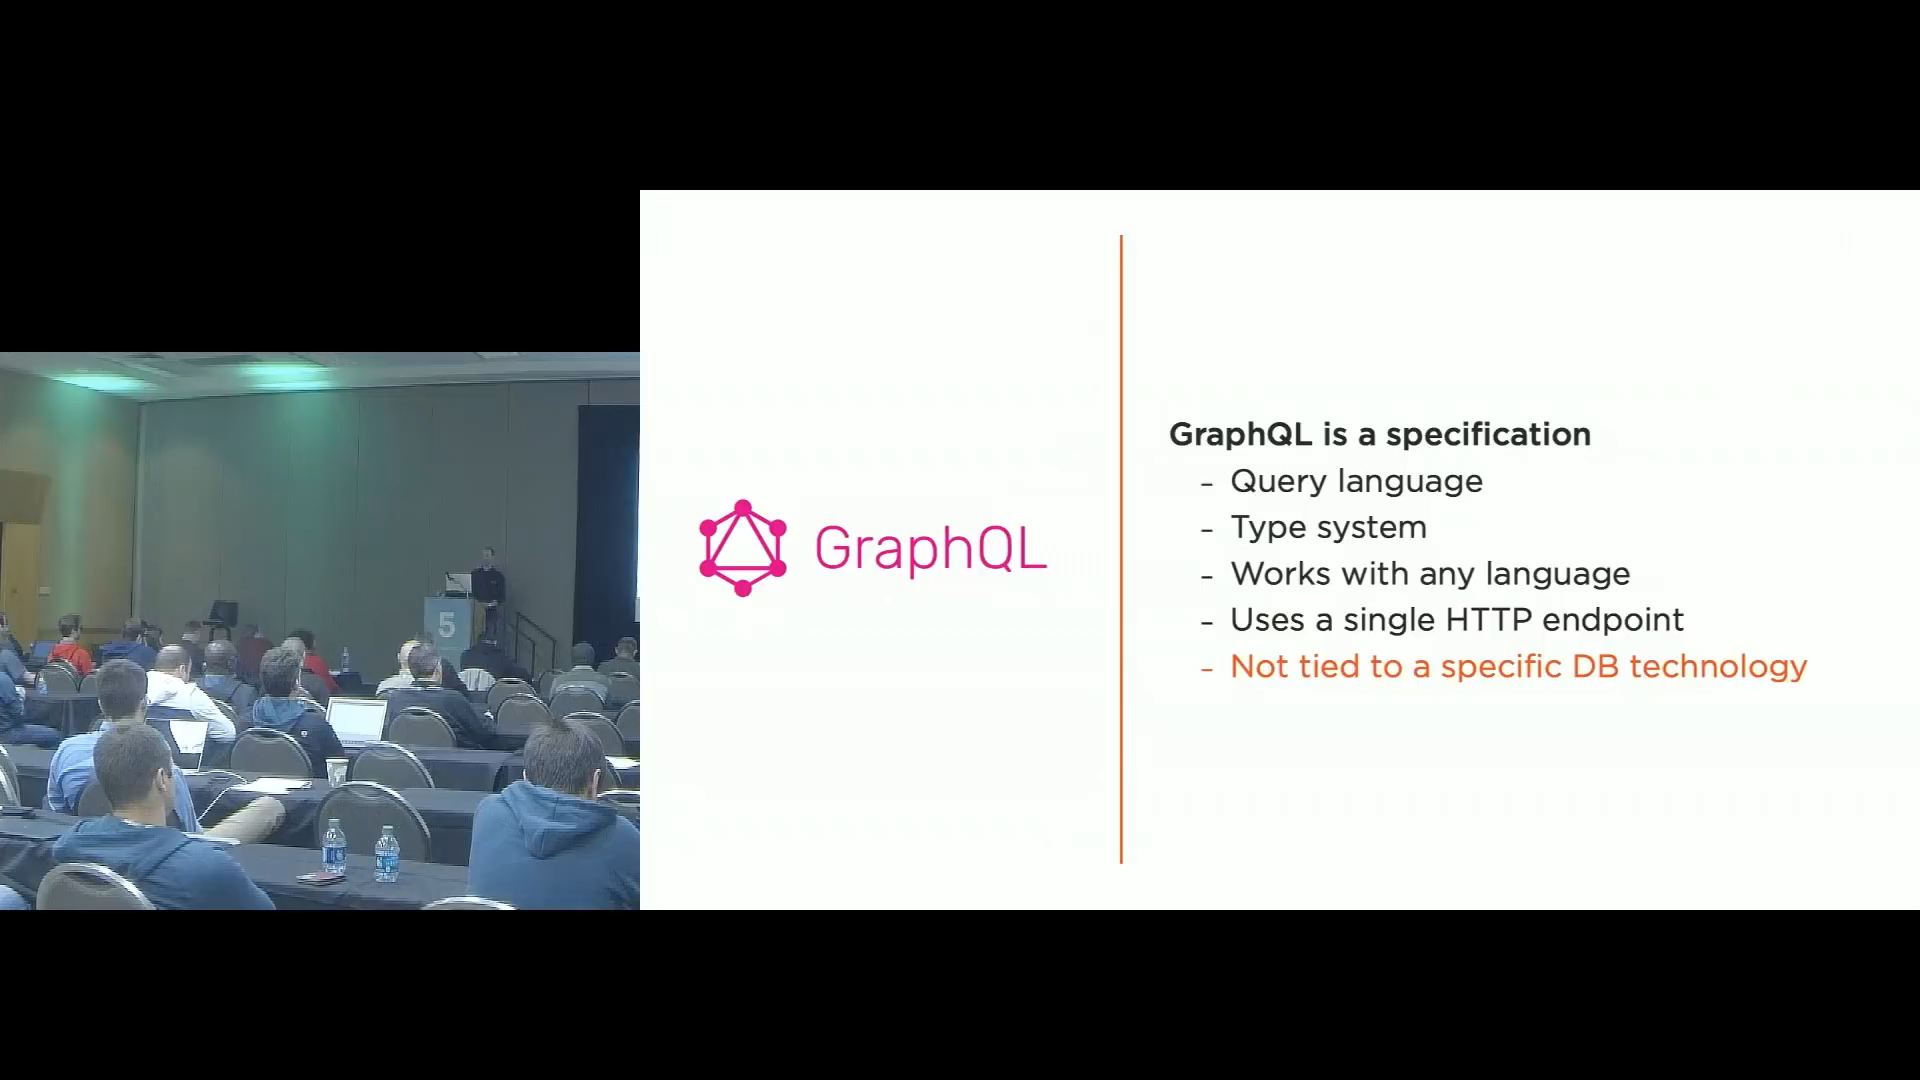 5
GraphQL
GraphQL is a specification
- Query language
- Type system
- Works with any language
- Uses a single HTTP endpoint
- Not tied to a specific DB technology